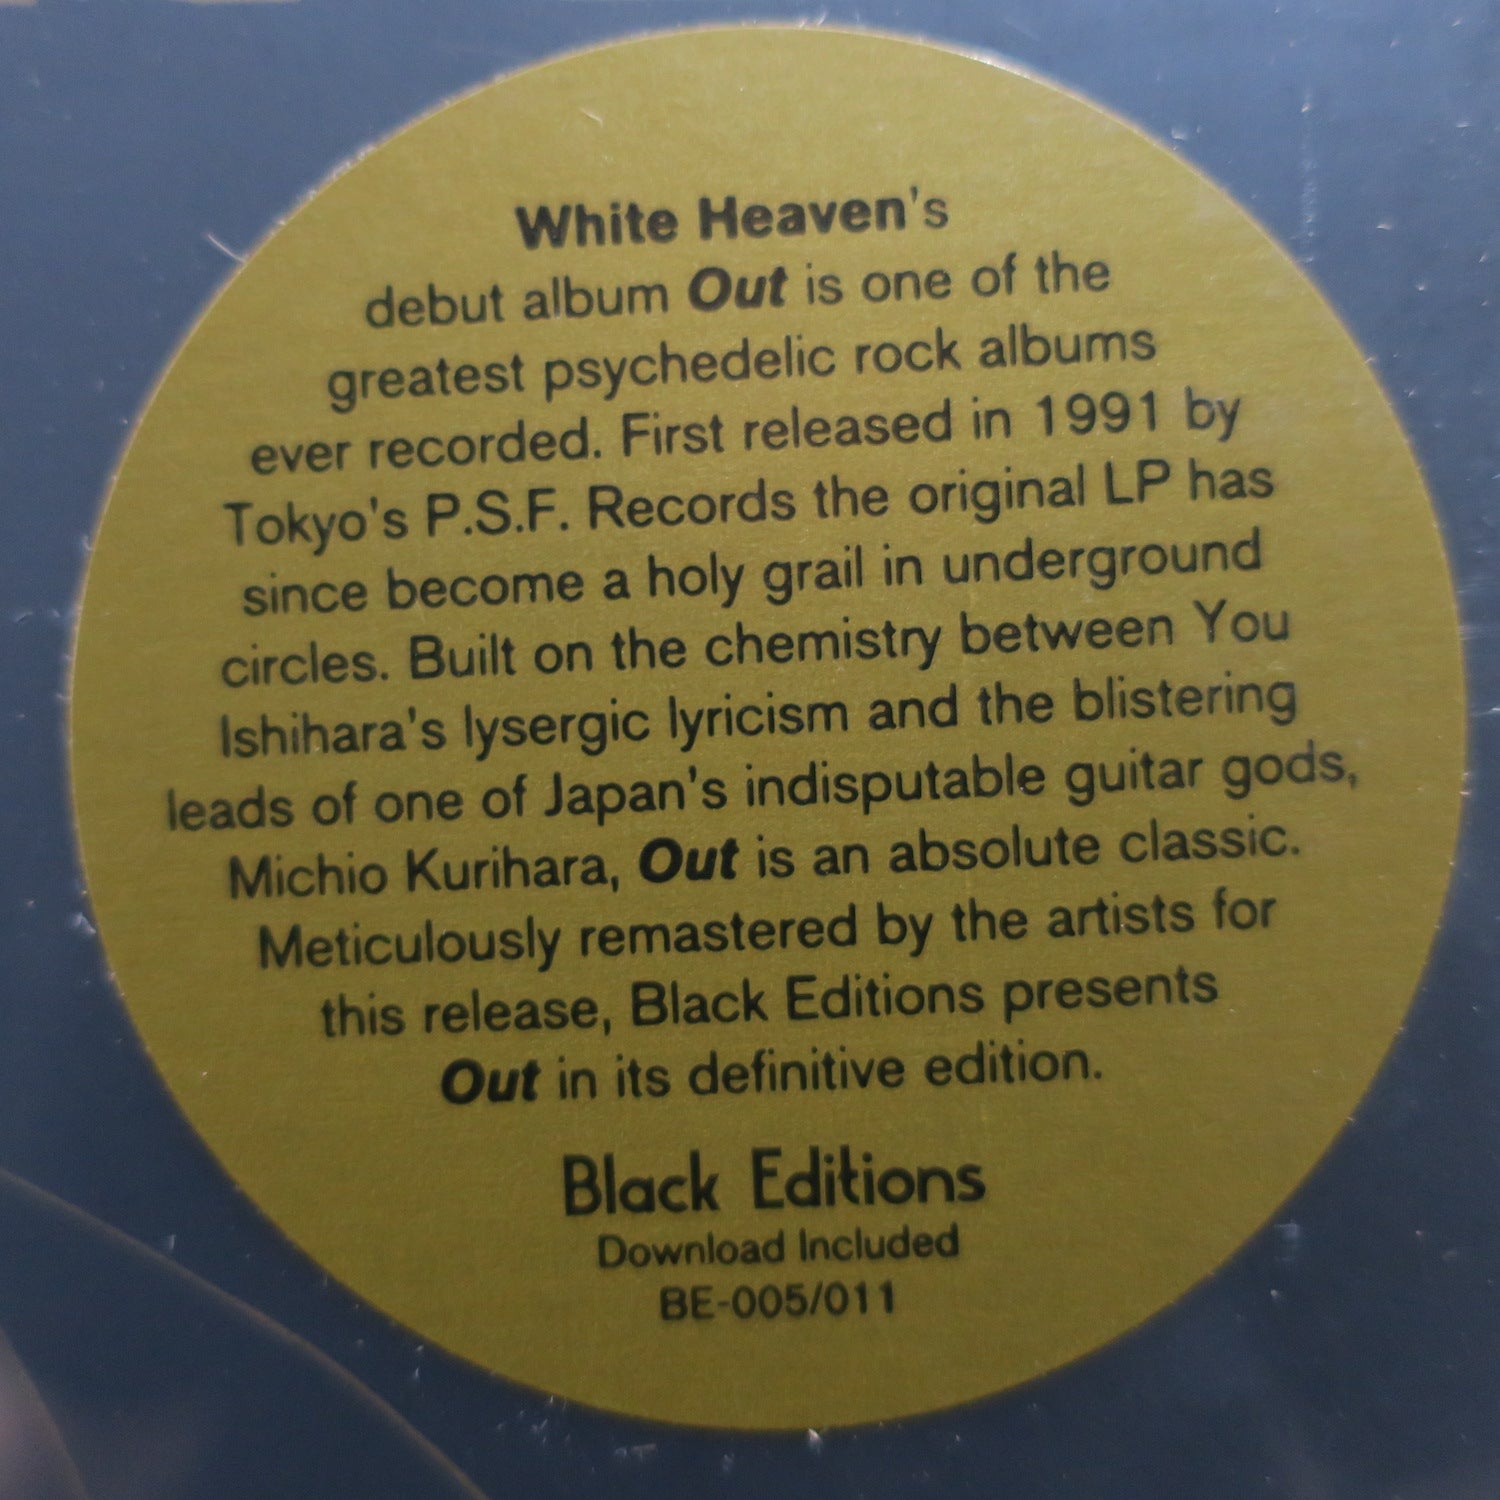 White Heaven's
debut album Out is one of the
greatest psychedelic rock albums
ever recorded. First released in 1991 by
Tokyo's P.S.F. Records the original LP has
since become a holy grail in underground
circles. Built on the chemistry between You
Ishihara's lysergic lyricism and the blistering
leads of one of Japan's indisputable guitar gods,
Michio Kurihara, Out is an absolute classic.
Meticulously remastered by the artists for
this release, Black Editions presents
Out in its definitive edition.
Black Editions
Download Included
BE-005/011